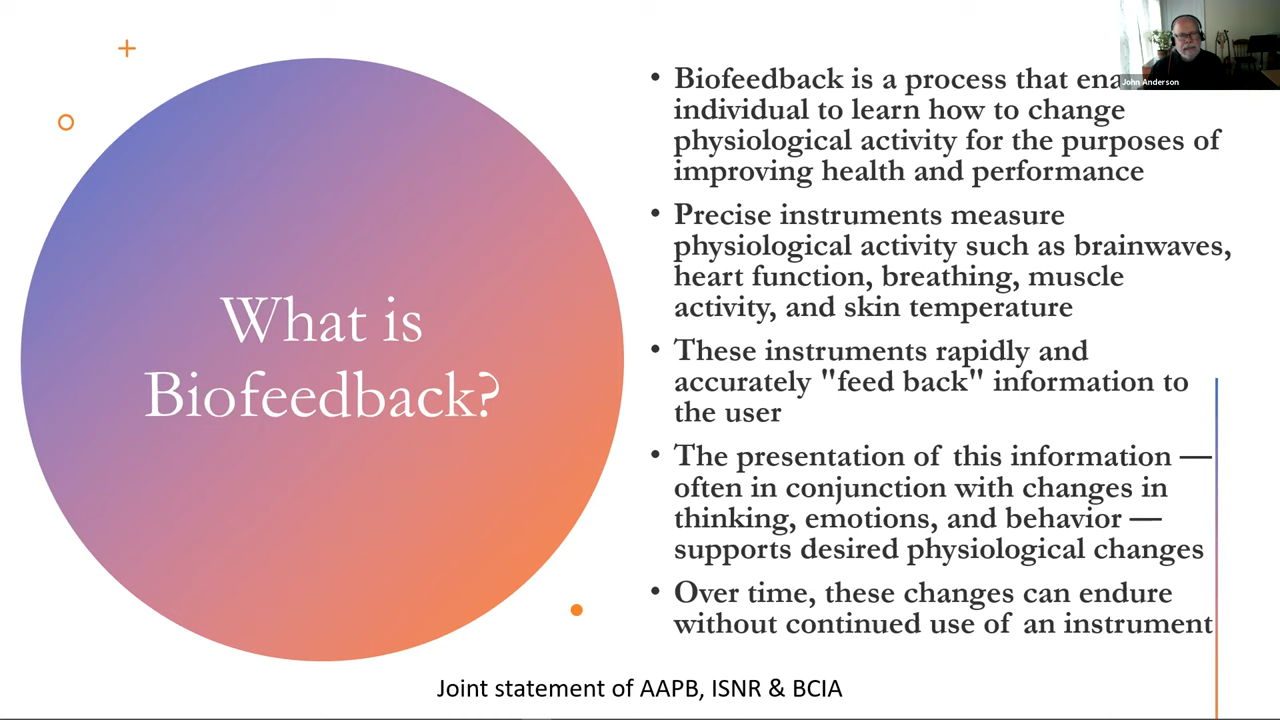 What is
Biofeedback?
• Biofeedback is a process that
individual to learn how to change
physiological activity for the purposes of
improving health and performance
• Precise instruments measure
physiological activity such as brainwaves,
heart function, breathing, muscle
activity, and skin temperature
• These instruments rapidly and
accurately "feed back" information to
the user
• The presentation of this information —
often in conjunction with changes in
thinking, emotions, and behavior —
supports desired physiological changes
• Over time, these changes can endure
without continued use of an instrument
Joint statement of AAPB, ISNR & BCIA
John Anderson